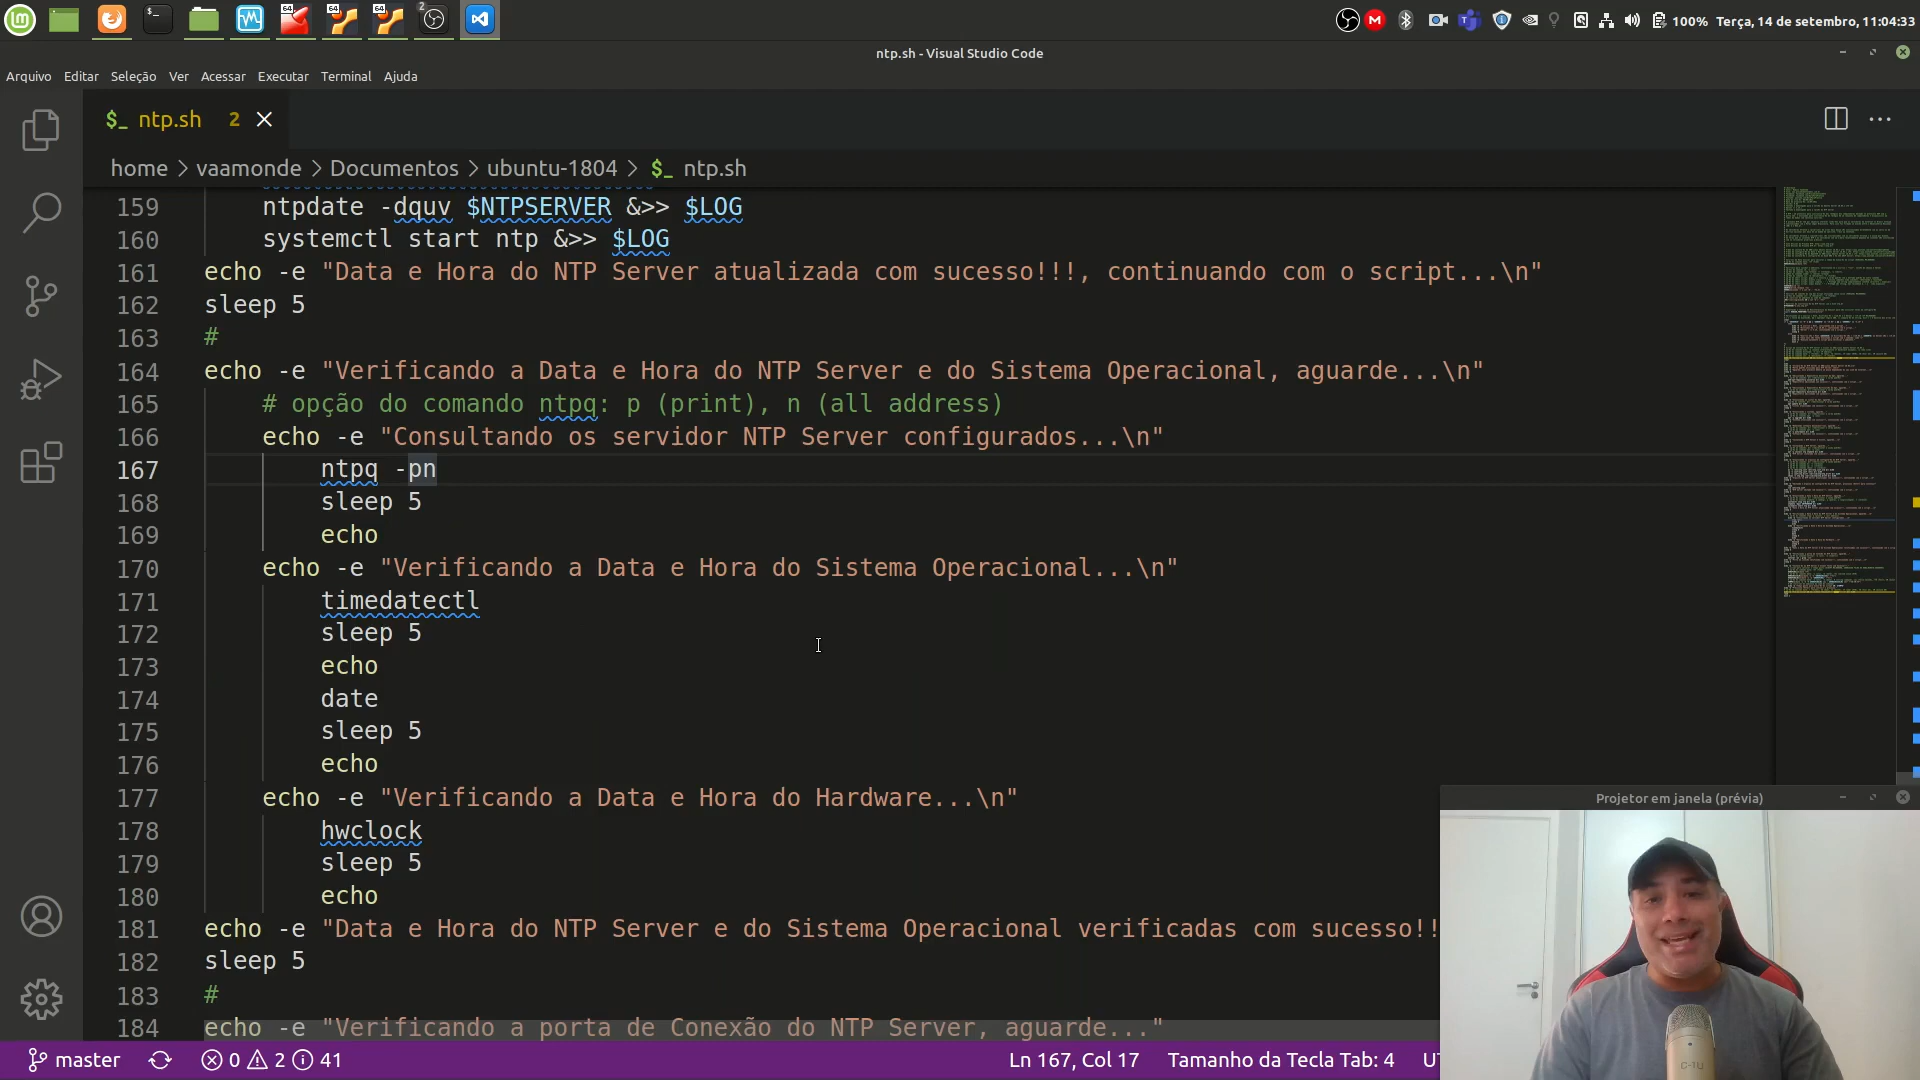 64
64
64
2
M
100%
Terça, 14 de setembro, 11:04:33
ntp.sh - Visual Studio Code
Arquivo Editar Seleção Ver Acessar Executar Terminal Ajuda
$_ ntp.sh 2
home > vaamonde > Documentos > ubuntu-1804 > $_ ntp.sh
159 ntpdate -dquv $NTPSERVER &>> $LOG
160 systemctl start ntp &>> $LOG
161 echo -e "Data e Hora do NTP Server atualizada com sucesso!!!, continuando com o script...\n"
162 sleep 5
163 #
164 echo -e "Verificando a Data e Hora do NTP Server e do Sistema Operacional, aguarde...\n"
165 # opção do comando ntpq: p (print), n (all address)
166 echo -e "Consultando os servidor NTP Server configurados...\n"
167 ntpq -pn
168 sleep 5
169 echo
170 echo -e "Verificando a Data e Hora do Sistema Operacional...\n"
171 timedatectl
172 sleep 5
173 echo
174 date
175 sleep 5
176 echo
177 echo -e "Verificando a Data e Hora do Hardware...\n"
Projetor em janela (prévia)
178 hwclock
179 sleep 5
180 echo
181 echo -e "Data e Hora do NTP Server e do Sistema Operacional verificadas com sucesso!!
182 sleep 5
183 #
184 echo -e "Verificando a porta de Conexão do NTP Server, aguarde..."
C-1U
master 0 2 41 Ln 167, Col 17 Tamanho da Tecla Tab: 4 UT